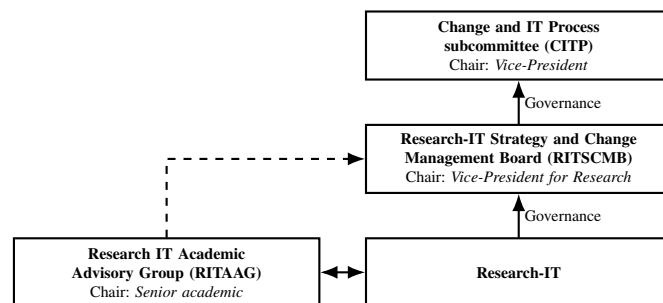 Change and IT Process
subcommittee (CITP)
Chair: Vice-President
Governance
Research-IT Strategy and Change
Management Board (RITSCMB)
Chair: Vice-President for Research
Governance
Research IT Academic
Advisory Group (RITAAG)
Chair: Senior academic
Research-IT